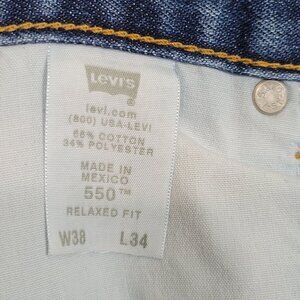 Levi's
levi.com
(800) USA-LEVI
66% COTTON
34% POLYESTER
MADE IN
MEXICO
550™
RELAXED FIT
W38 L34